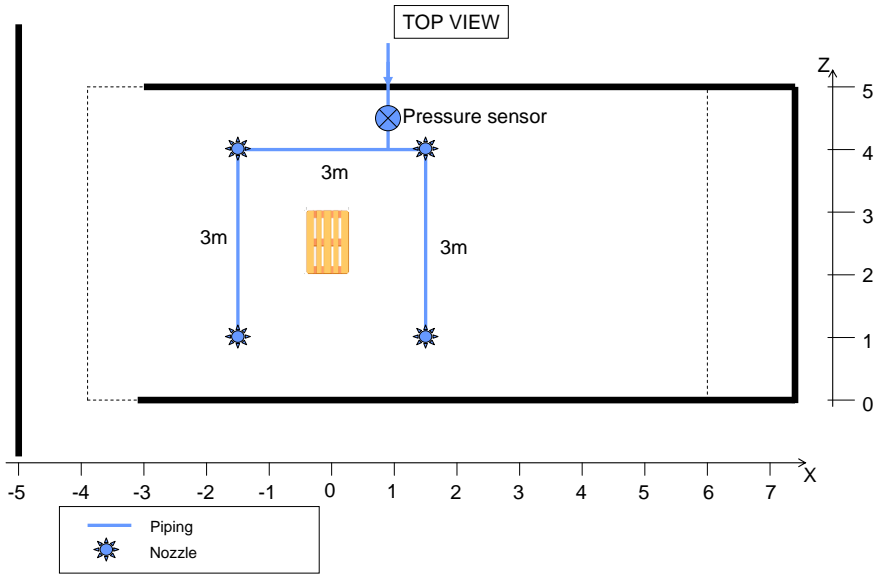 TOP VIEW
Z
5
Pressure sensor
4
3m
3
3m
3m
2
1
0
X
-5 -4 -3 -2 -1 0 1 2 3 4 5 6 7
Piping
Nozzle